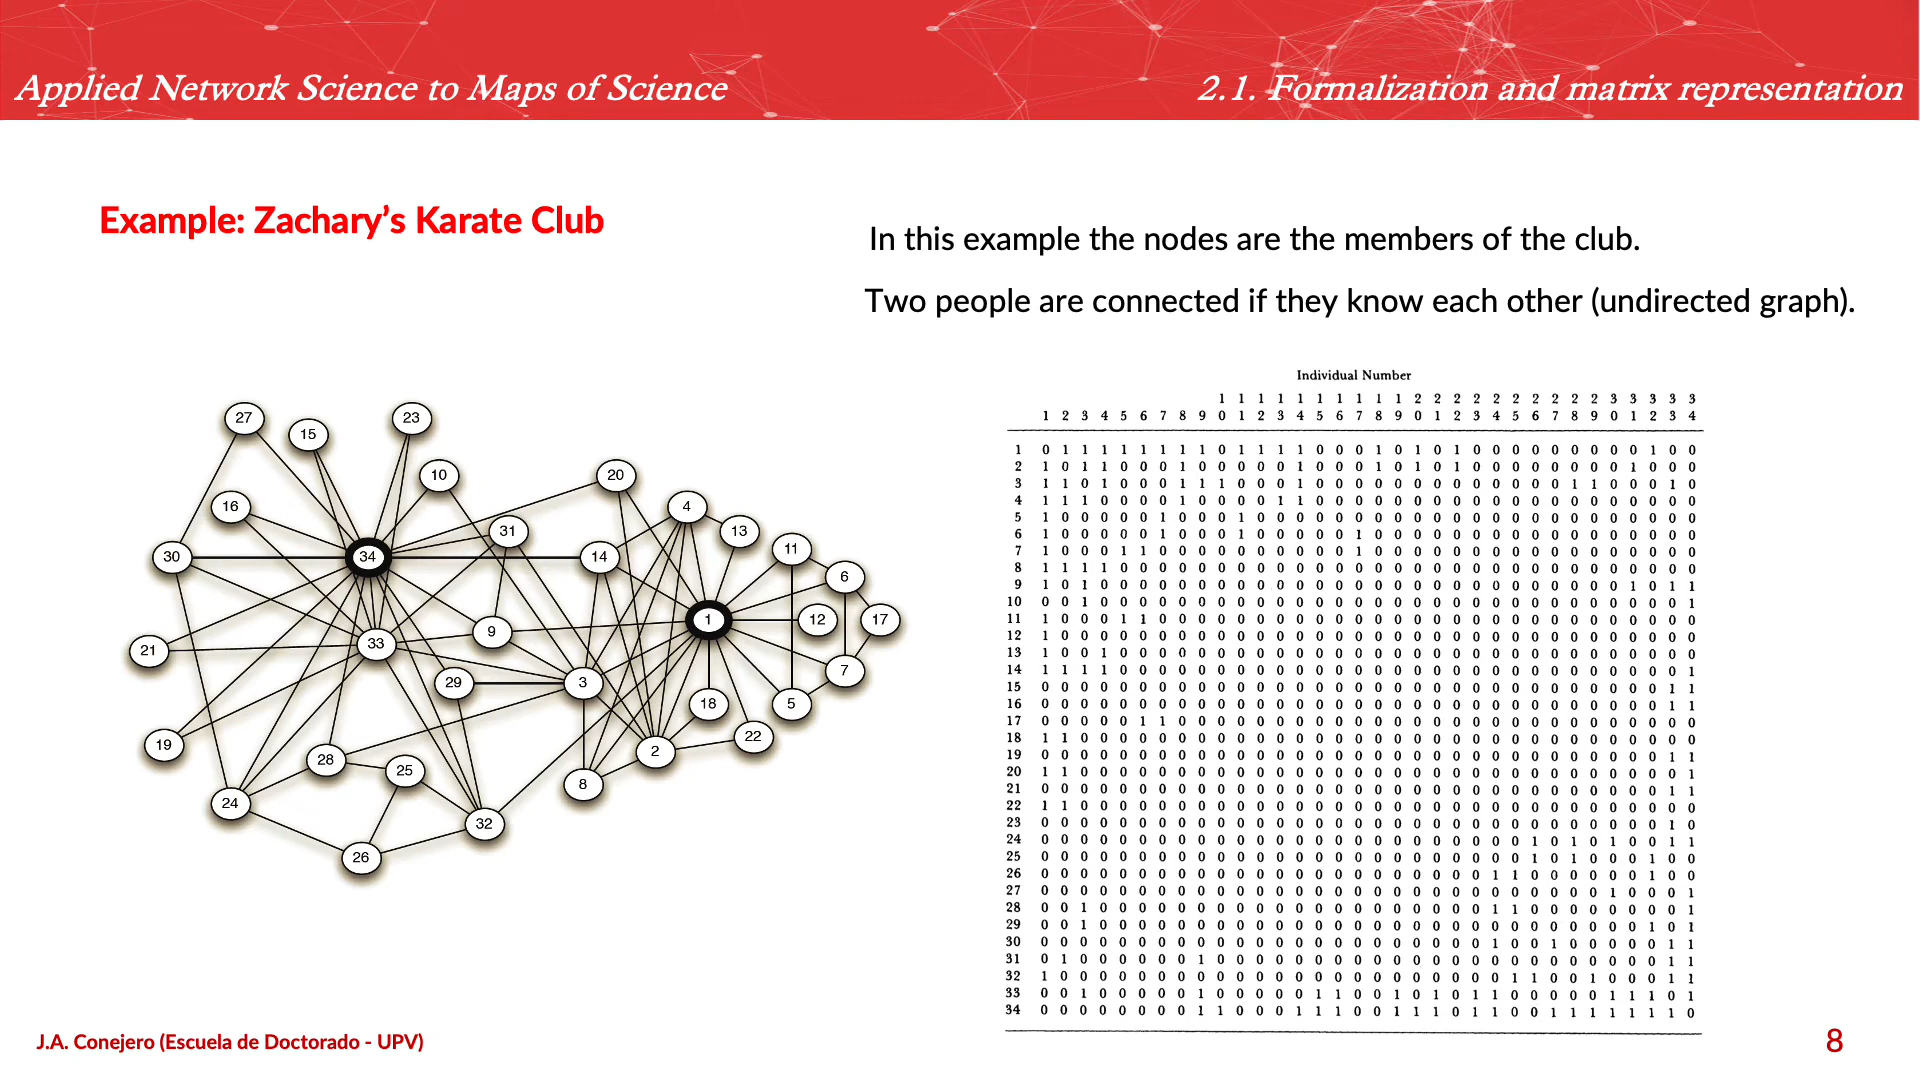 Applied Network Science to Maps of Science
2.1. Formalization and matrix representation
Example: Zachary’s Karate Club
In this example the nodes are the members of the club.
Two people are connected if they know each other (undirected graph).
27
15
23
10
20
16
4
31
13
30
34
14
11
6
1
12
17
9
33
21
7
29
3
18
5
19
22
2
28
25
8
24
32
26
Individual Number
1 1 1 1 1 1 1 1 1 1 2 2 2 2 2 2 2 2 2 2 3 3 3 3 3
1 2 3 4 5 6 7 8 9 0 1 2 3 4 5 6 7 8 9 0 1 2 3 4 5 6 7 8 9 0 1 2 3 4
1 0 1 1 1 1 1 1 1 1 0 1 1 1 1 0 0 0 1 0 1 0 1 0 0 0 0 0 0 0 0 0 1 0 0
2 1 0 1 1 0 0 0 1 0 0 0 0 0 1 0 0 0 1 0 1 0 1 0 0 0 0 0 0 0 0 1 0 0 0
3 1 1 0 1 0 0 0 1 1 1 0 0 0 1 0 0 0 0 0 0 0 0 0 0 0 0 0 1 1 0 0 0 1 0
4 1 1 1 0 0 0 0 1 0 0 0 0 1 1 0 0 0 0 0 0 0 0 0 0 0 0 0 0 0 0 0 0 0 0
5 1 0 0 0 0 0 1 0 0 0 1 0 0 0 0 0 0 0 0 0 0 0 0 0 0 0 0 0 0 0 0 0 0 0
6 1 0 0 0 0 0 1 0 0 0 1 0 0 0 0 0 1 0 0 0 0 0 0 0 0 0 0 0 0 0 0 0 0 0
7 1 0 0 0 1 1 0 0 0 0 0 0 0 0 0 0 1 0 0 0 0 0 0 0 0 0 0 0 0 0 0 0 0 0
8 1 1 1 1 0 0 0 0 0 0 0 0 0 0 0 0 0 0 0 0 0 0 0 0 0 0 0 0 0 0 0 0 0 0
9 1 0 1 0 0 0 0 0 0 0 0 0 0 0 0 0 0 0 0 0 0 0 0 0 0 0 0 0 0 0 1 0 1 1
10 0 0 1 0 0 0 0 0 0 0 0 0 0 0 0 0 0 0 0 0 0 0 0 0 0 0 0 0 0 0 0 0 0 1
11 1 0 0 0 1 1 0 0 0 0 0 0 0 0 0 0 0 0 0 0 0 0 0 0 0 0 0 0 0 0 0 0 0 0
12 1 0 0 0 0 0 0 0 0 0 0 0 0 0 0 0 0 0 0 0 0 0 0 0 0 0 0 0 0 0 0 0 0 0
13 1 0 0 1 0 0 0 0 0 0 0 0 0 0 0 0 0 0 0 0 0 0 0 0 0 0 0 0 0 0 0 0 0 0
14 1 1 1 1 0 0 0 0 0 0 0 0 0 0 0 0 0 0 0 0 0 0 0 0 0 0 0 0 0 0 0 0 0 1
15 0 0 0 0 0 0 0 0 0 0 0 0 0 0 0 0 0 0 0 0 0 0 0 0 0 0 0 0 0 0 0 0 1 1
16 0 0 0 0 0 0 0 0 0 0 0 0 0 0 0 0 0 0 0 0 0 0 0 0 0 0 0 0 0 0 0 0 1 1
17 0 0 0 0 0 1 1 0 0 0 0 0 0 0 0 0 0 0 0 0 0 0 0 0 0 0 0 0 0 0 0 0 0 0
18 1 1 0 0 0 0 0 0 0 0 0 0 0 0 0 0 0 0 0 0 0 0 0 0 0 0 0 0 0 0 0 0 0 0
19 0 0 0 0 0 0 0 0 0 0 0 0 0 0 0 0 0 0 0 0 0 0 0 0 0 0 0 0 0 0 0 0 1 1
20 1 1 0 0 0 0 0 0 0 0 0 0 0 0 0 0 0 0 0 0 0 0 0 0 0 0 0 0 0 0 0 0 0 1
21 0 0 0 0 0 0 0 0 0 0 0 0 0 0 0 0 0 0 0 0 0 0 0 0 0 0 0 0 0 0 0 0 1 1
22 1 1 0 0 0 0 0 0 0 0 0 0 0 0 0 0 0 0 0 0 0 0 0 0 0 0 0 0 0 0 0 0 0 0
23 0 0 0 0 0 0 0 0 0 0 0 0 0 0 0 0 0 0 0 0 0 0 0 0 0 0 0 0 0 0 0 0 1 0
24 0 0 0 0 0 0 0 0 0 0 0 0 0 0 0 0 0 0 0 0 0 0 0 0 0 1 0 1 0 1 0 0 1 1
25 0 0 0 0 0 0 0 0 0 0 0 0 0 0 0 0 0 0 0 0 0 0 0 0 0 1 0 1 0 0 0 1 0 0
26 0 0 0 0 0 0 0 0 0 0 0 0 0 0 0 0 0 0 0 0 0 0 0 1 1 0 0 0 0 0 0 1 0 0
27 0 0 0 0 0 0 0 0 0 0 0 0 0 0 0 0 0 0 0 0 0 0 0 0 0 0 0 0 0 1 0 0 0 1
28 0 0 1 0 0 0 0 0 0 0 0 0 0 0 0 0 0 0 0 0 0 0 0 1 1 0 0 0 0 0 0 0 0 1
29 0 0 1 0 0 0 0 0 0 0 0 0 0 0 0 0 0 0 0 0 0 0 0 0 0 0 0 0 0 0 0 1 0 1
30 0 0 0 0 0 0 0 0 0 0 0 0 0 0 0 0 0 0 0 0 0 0 0 1 0 0 1 0 0 0 0 0 1 1
31 0 1 0 0 0 0 0 0 1 0 0 0 0 0 0 0 0 0 0 0 0 0 0 0 0 0 0 0 0 0 0 0 1 1
32 1 0 0 0 0 0 0 0 0 0 0 0 0 0 0 0 0 0 0 0 0 0 0 0 1 1 0 0 1 0 0 0 1 1
33 0 0 1 0 0 0 0 0 1 0 0 0 0 0 1 1 0 0 1 0 1 0 1 1 0 0 0 0 0 1 1 1 0 1
34 0 0 0 0 0 0 0 0 1 1 0 0 0 1 1 1 0 0 1 1 1 0 1 1 0 0 1 1 1 1 1 1 1 0
J.A. Conejero (Escuela de Doctorado - UPV)
8